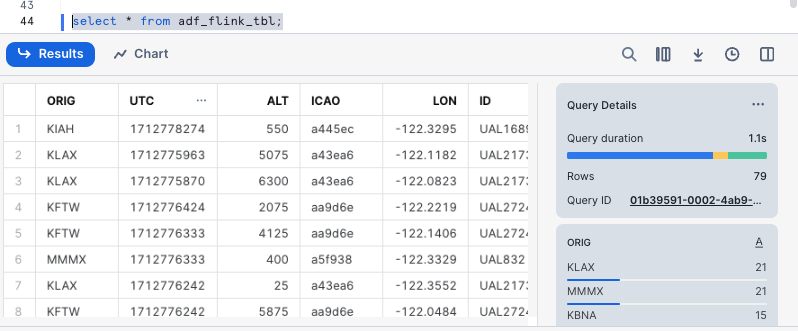 43
44 select * from adf_flink_tbl;
Results Chart
ORIG UTC ... ALT ICAO LON ID
1 KIAH 1712778274 550 a445ec -122.3295 UAL1689
2 KLAX 1712775963 5075 a43ea6 -122.1182 UAL2173
3 KLAX 1712775870 6300 a43ea6 -122.0823 UAL2173
4 KFTW 1712776424 2075 aa9d6e -122.2219 UAL2724
5 KFTW 1712776333 4125 aa9d6e -122.1406 UAL2724
6 MMMX 1712776333 400 a5f938 -122.3329 UAL832
7 KLAX 1712776242 25 a43ea6 -122.3552 UAL2173
8 KFTW 1712776242 5875 aa9d6e -122.0484 UAL2724
Query Details ...
Query duration 1.1s
Rows 79
Query ID 01b39591-0002-4ab9-...
ORIG A
KLAX 21
MMMX 21
KBNA 15